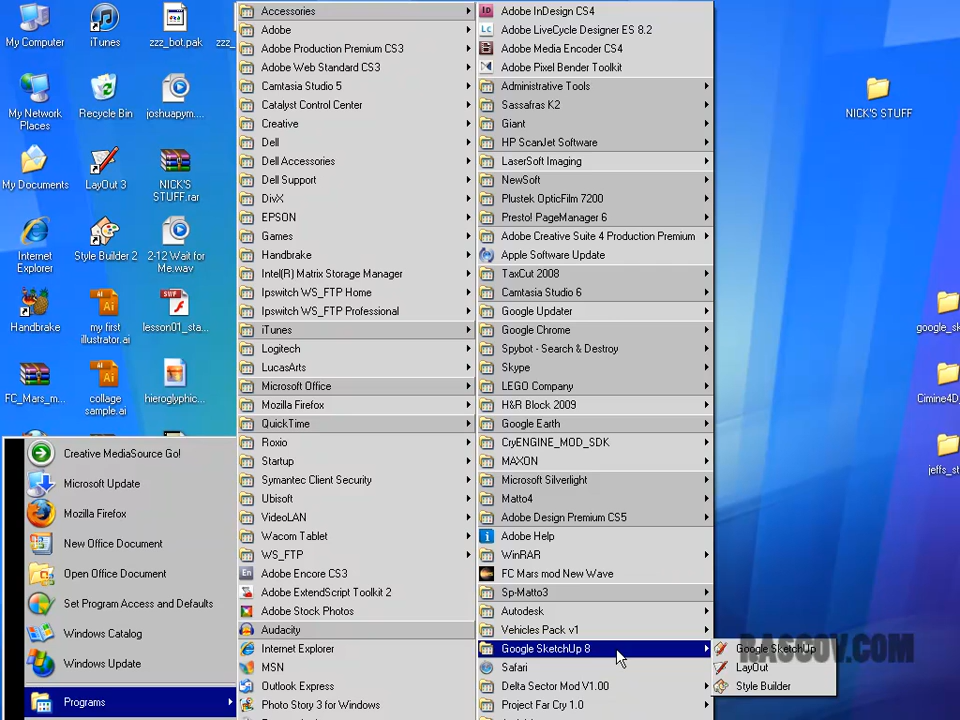 My Computer
iTunes
zzz_bot.pak
zzz_
My Network
Places
Recycle Bin
joshuapym....
My Documents
LayOut 3
NICK'S
STUFF.rar
Internet
Explorer
Style Builder 2
2-12 Wait for
Me.wav
Handbrake
my first
illustrator.ai
lesson01_sta...
FC_Mars_m...
collage
sample.ai
hieroglyphic...
Creative MediaSource Go!
Microsoft Update
Mozilla Firefox
New Office Document
Open Office Document
Set Program Access and Defaults
Windows Catalog
Windows Update
Programs
Accessories
Adobe
Adobe Production Premium CS3
Adobe Web Standard CS3
Camtasia Studio 5
Catalyst Control Center
Creative
Dell
Dell Accessories
Dell Support
DivX
EPSON
Games
Handbrake
Intel(R) Matrix Storage Manager
Ipswitch WS_FTP Home
Ipswitch WS_FTP Professional
iTunes
Logitech
LucasArts
Microsoft Office
Mozilla Firefox
QuickTime
Roxio
Startup
Symantec Client Security
Ubisoft
VideoLAN
Wacom Tablet
WS_FTP
Adobe Encore CS3
Adobe ExtendScript Toolkit 2
Adobe Stock Photos
Audacity
Internet Explorer
MSN
Outlook Express
Photo Story 3 for Windows
Adobe InDesign CS4
Adobe LiveCycle Designer ES 8.2
Adobe Media Encoder CS4
Adobe Pixel Bender Toolkit
Administrative Tools
Sassafras K2
Giant
HP ScanJet Software
LaserSoft Imaging
NewSoft
Plustek OpticFilm 7200
Presto! PageManager 6
Adobe Creative Suite 4 Production Premium
Apple Software Update
TaxCut 2008
Camtasia Studio 6
Google Updater
Google Chrome
Spybot - Search & Destroy
Skype
LEGO Company
H&R Block 2009
Google Earth
CryENGINE_MOD_SDK
MAXON
Microsoft Silverlight
Matto4
Adobe Design Premium CS5
Adobe Help
WinRAR
FC Mars mod New Wave
Sp-Matto3
Autodesk
Vehicles Pack v1
Google SketchUp 8
Safari
Delta Sector Mod V1.00
Project Far Cry 1.0
Google SketchUp
LayOut
Style Builder
RASCOV.COM
NICK'S STUFF
google_sk
Cimine4D_
jeffs_st